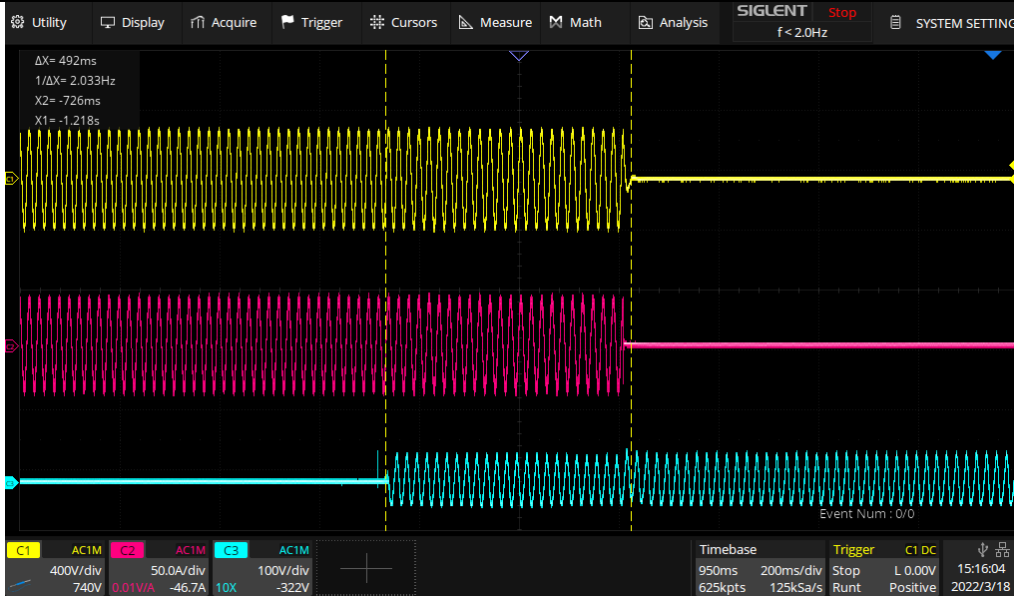 Utility Display Acquire Trigger Cursors Measure Math Analysis SIGLENT Stop SYSTEM SETTING
f < 2.0Hz
ΔX= 492ms
1/ΔX= 2.033Hz
X2= -726ms
X1= -1.218s
C1
C2
C3
Event Num : 0/0
C1 AC1M C2 AC1M C3 AC1M Timebase Trigger C1 DC
400V/div 50.0A/div 100V/div 950ms 200ms/div Stop L 0.00V 15:16:04
740V 0.01V/A -46.7A 10X -322V 625kpts 125kSa/s Runt Positive 2022/3/18